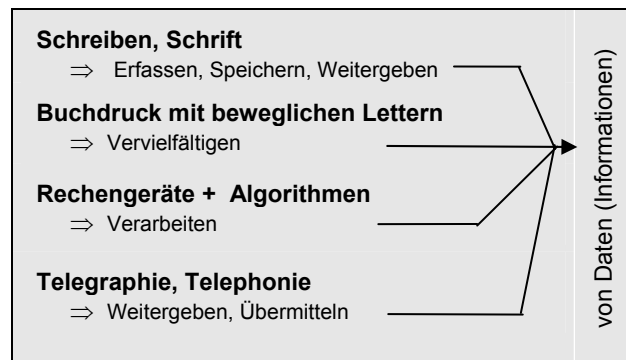 Schreiben, Schrift
⇒ Erfassen, Speichern, Weitergeben
Buchdruck mit beweglichen Lettern
⇒ Vervielfältigen
Rechengeräte + Algorithmen
⇒ Verarbeiten
Telegraphie, Telephonie
⇒ Weitergeben, Übermitteln
von Daten (Informationen)